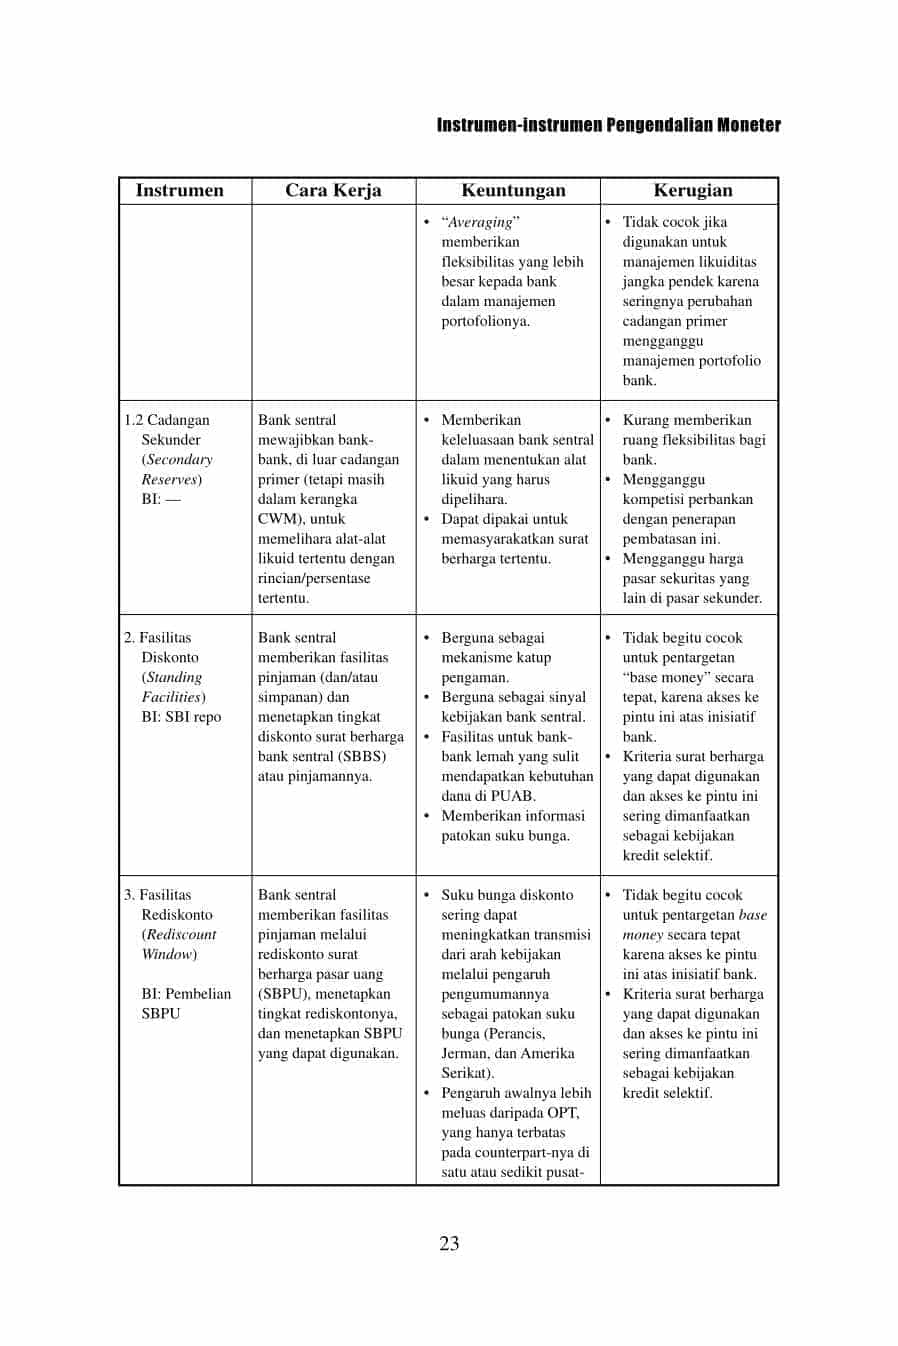 Instrumen-instrumen Pengendalian Moneter
Instrumen
Cara Kerja
Keuntungan
Kerugian
• “Averaging”
memberikan
fleksibilitas yang lebih
besar kepada bank
dalam manajemen
portofolionya.
• Tidak cocok jika
digunakan untuk
manajemen likuiditas
jangka pendek karena
seringnya perubahan
cadangan primer
mengganggu
manajemen portofolio
bank.
1.2 Cadangan
Sekunder
(Secondary
Reserves)
BI: —
Bank sentral
mewajibkan bank-
bank, di luar cadangan
primer (tetapi masih
dalam kerangka
CWM), untuk
memelihara alat-alat
likuid tertentu dengan
rincian/persentase
tertentu.
• Memberikan
keleluasaan bank sentral
dalam menentukan alat
likuid yang harus
dipelihara.
• Dapat dipakai untuk
memasyarakatkan surat
berharga tertentu.
• Kurang memberikan
ruang fleksibilitas bagi
bank.
• Mengganggu
kompetisi perbankan
dengan penerapan
pembatasan ini.
• Mengganggu harga
pasar sekuritas yang
lain di pasar sekunder.
2. Fasilitas
Diskonto
(Standing
Facilities)
BI: SBI repo
Bank sentral
memberikan fasilitas
pinjaman (dan/atau
simpanan) dan
menetapkan tingkat
diskonto surat berharga
bank sentral (SBBS)
atau pinjamannya.
• Berguna sebagai
mekanisme katup
pengaman.
• Berguna sebagai sinyal
kebijakan bank sentral.
• Fasilitas untuk bank-
bank lemah yang sulit
mendapatkan kebutuhan
dana di PUAB.
• Memberikan informasi
patokan suku bunga.
• Tidak begitu cocok
untuk pentargetan
“base money” secara
tepat, karena akses ke
pintu ini atas inisiatif
bank.
• Kriteria surat berharga
yang dapat digunakan
dan akses ke pintu ini
sering dimanfaatkan
sebagai kebijakan
kredit selektif.
3. Fasilitas
Rediskonto
(Rediscount
Window)
BI: Pembelian
SBPU
Bank sentral
memberikan fasilitas
pinjaman melalui
rediskonto surat
berharga pasar uang
(SBPU), menetapkan
tingkat rediskontonya,
dan menetapkan SBPU
yang dapat digunakan.
• Suku bunga diskonto
sering dapat
meningkatkan transmisi
dari arah kebijakan
melalui pengaruh
pengumumannya
sebagai patokan suku
bunga (Perancis,
Jerman, dan Amerika
Serikat).
• Pengaruh awalnya lebih
meluas daripada OPT,
yang hanya terbatas
pada counterpart-nya di
satu atau sedikit pusat-
• Tidak begitu cocok
untuk pentargetan base
money secara tepat
karena akses ke pintu
ini atas inisiatif bank.
• Kriteria surat berharga
yang dapat digunakan
dan akses ke pintu ini
sering dimanfaatkan
sebagai kebijakan
kredit selektif.
23